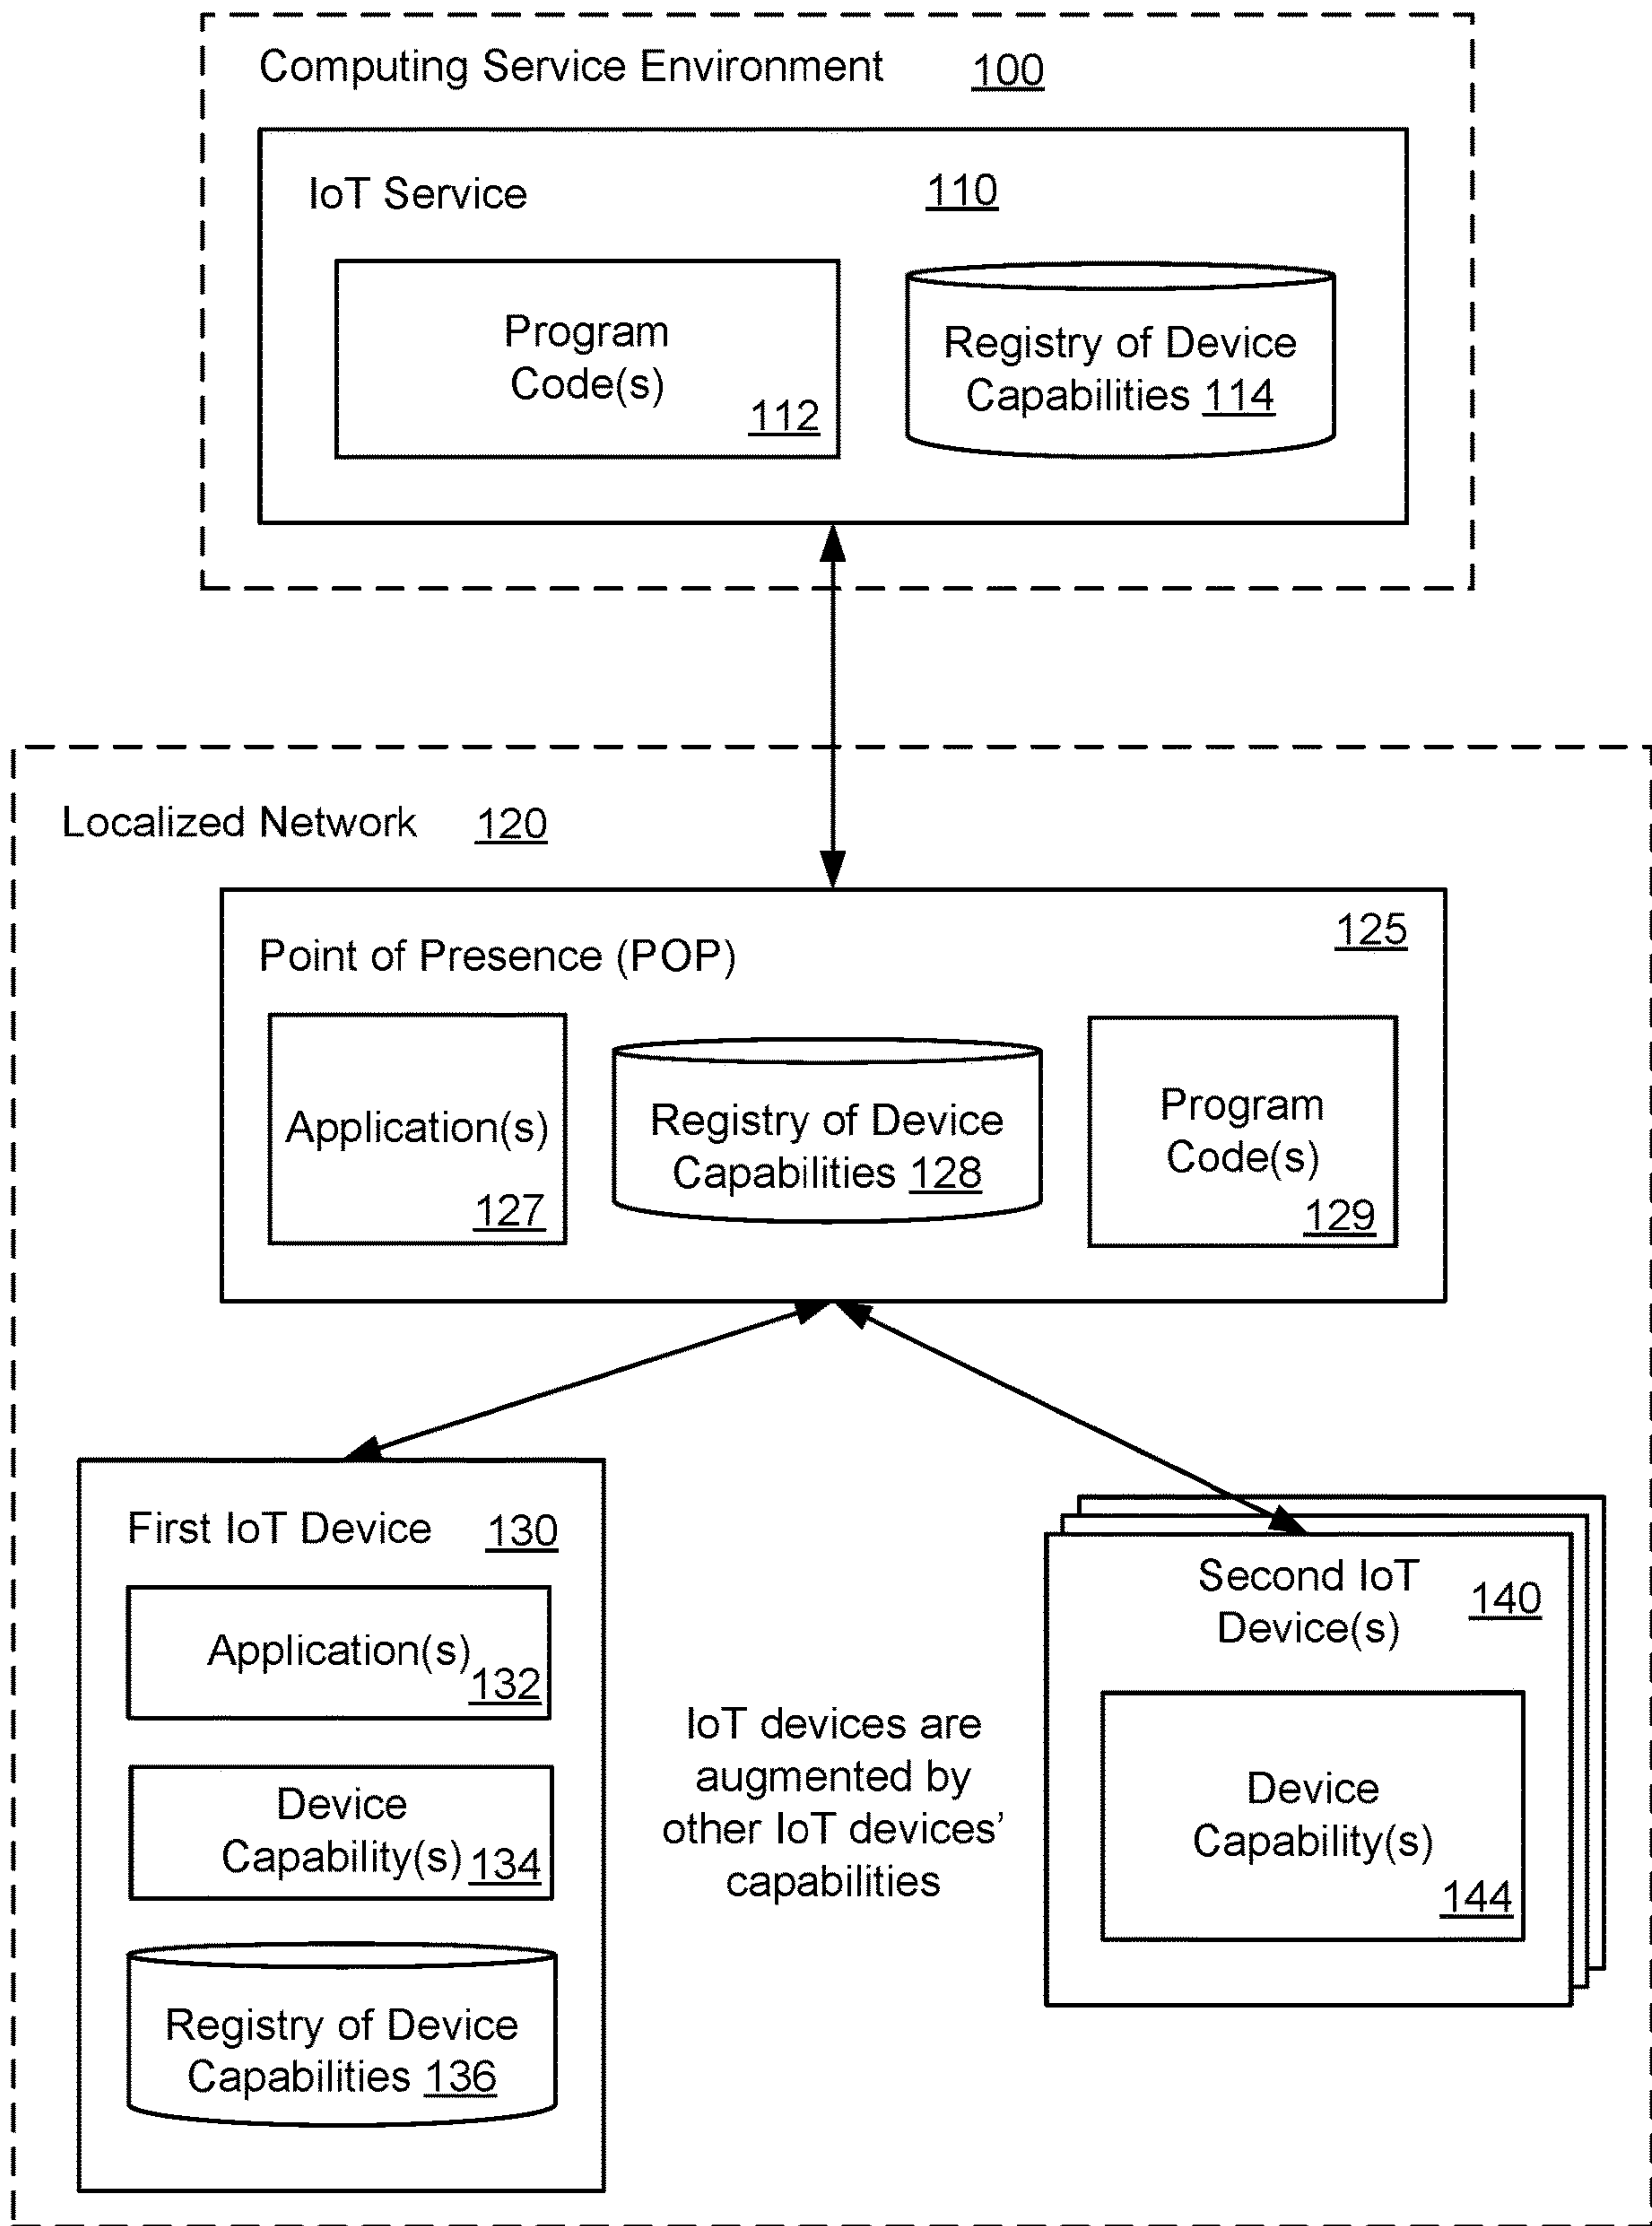 Computing Service Environment 100
IoT Service 110
Program
Code(s)
112
Registry of Device
Capabilities 114
Localized Network 120
125
Point of Presence (POP)
Application(s)
127
Registry of Device
Capabilities 128
Program
Code(s)
129
First IoT Device 130
Application(s)
132
Device
Capability(s) 134
Registry of Device
Capabilities 136
IoT devices are
augmented by
other IoT devices’
capabilities
Second IoT
Device(s)
140
Device
Capability(s)
144